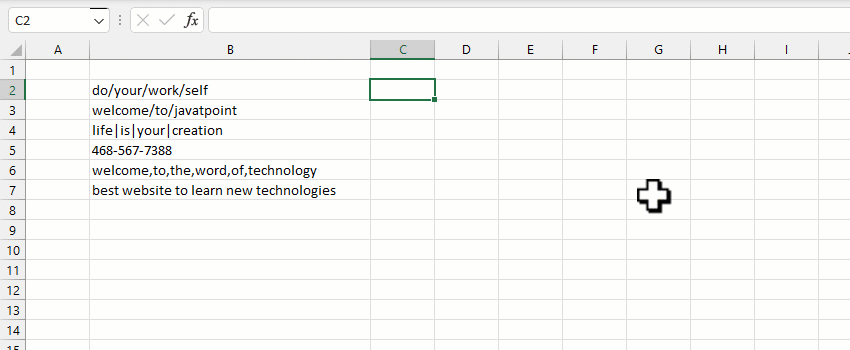 C2 fx
A B C D E F G H I
1
2 do/your/work/self
3 welcome/to/javatpoint
4 life|is|your|creation
5 468-567-7388
6 welcome,to,the,word,of,technology
7 best website to learn new technologies
8
9
10
11
12
13
14
15